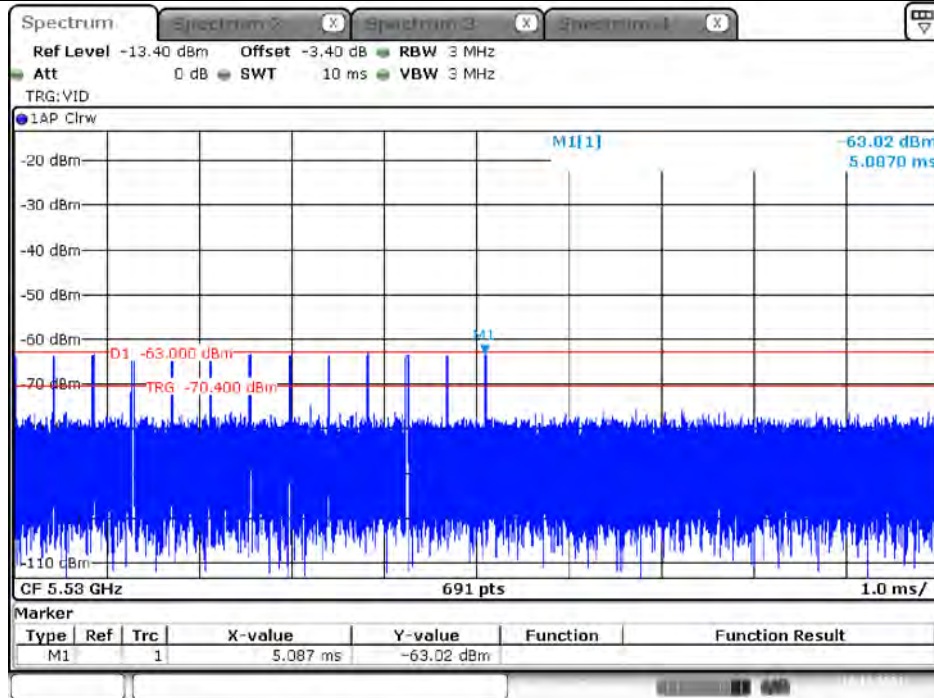 Spectrum Spectrum 2 X Spectrum 3 X Spectrum 4 X
Ref Level -13.40 dBm Offset -3.40 dB RBW 3 MHz
Att 0 dB SWT 10 ms VBW 3 MHz
TRG:VID
1AP Clrw
M1[1] -63.02 dBm
5.0870 ms
-20 dBm
-30 dBm
-40 dBm
-50 dBm
-60 dBm
M1
D1 -63.000 dBm
-70 dBm
TRG -70.400 dBm
-110 dBm
CF 5.53 GHz 691 pts 1.0 ms/
Marker
Type Ref Trc X-value Y-value Function Function Result
M1 1 5.087 ms -63.02 dBm